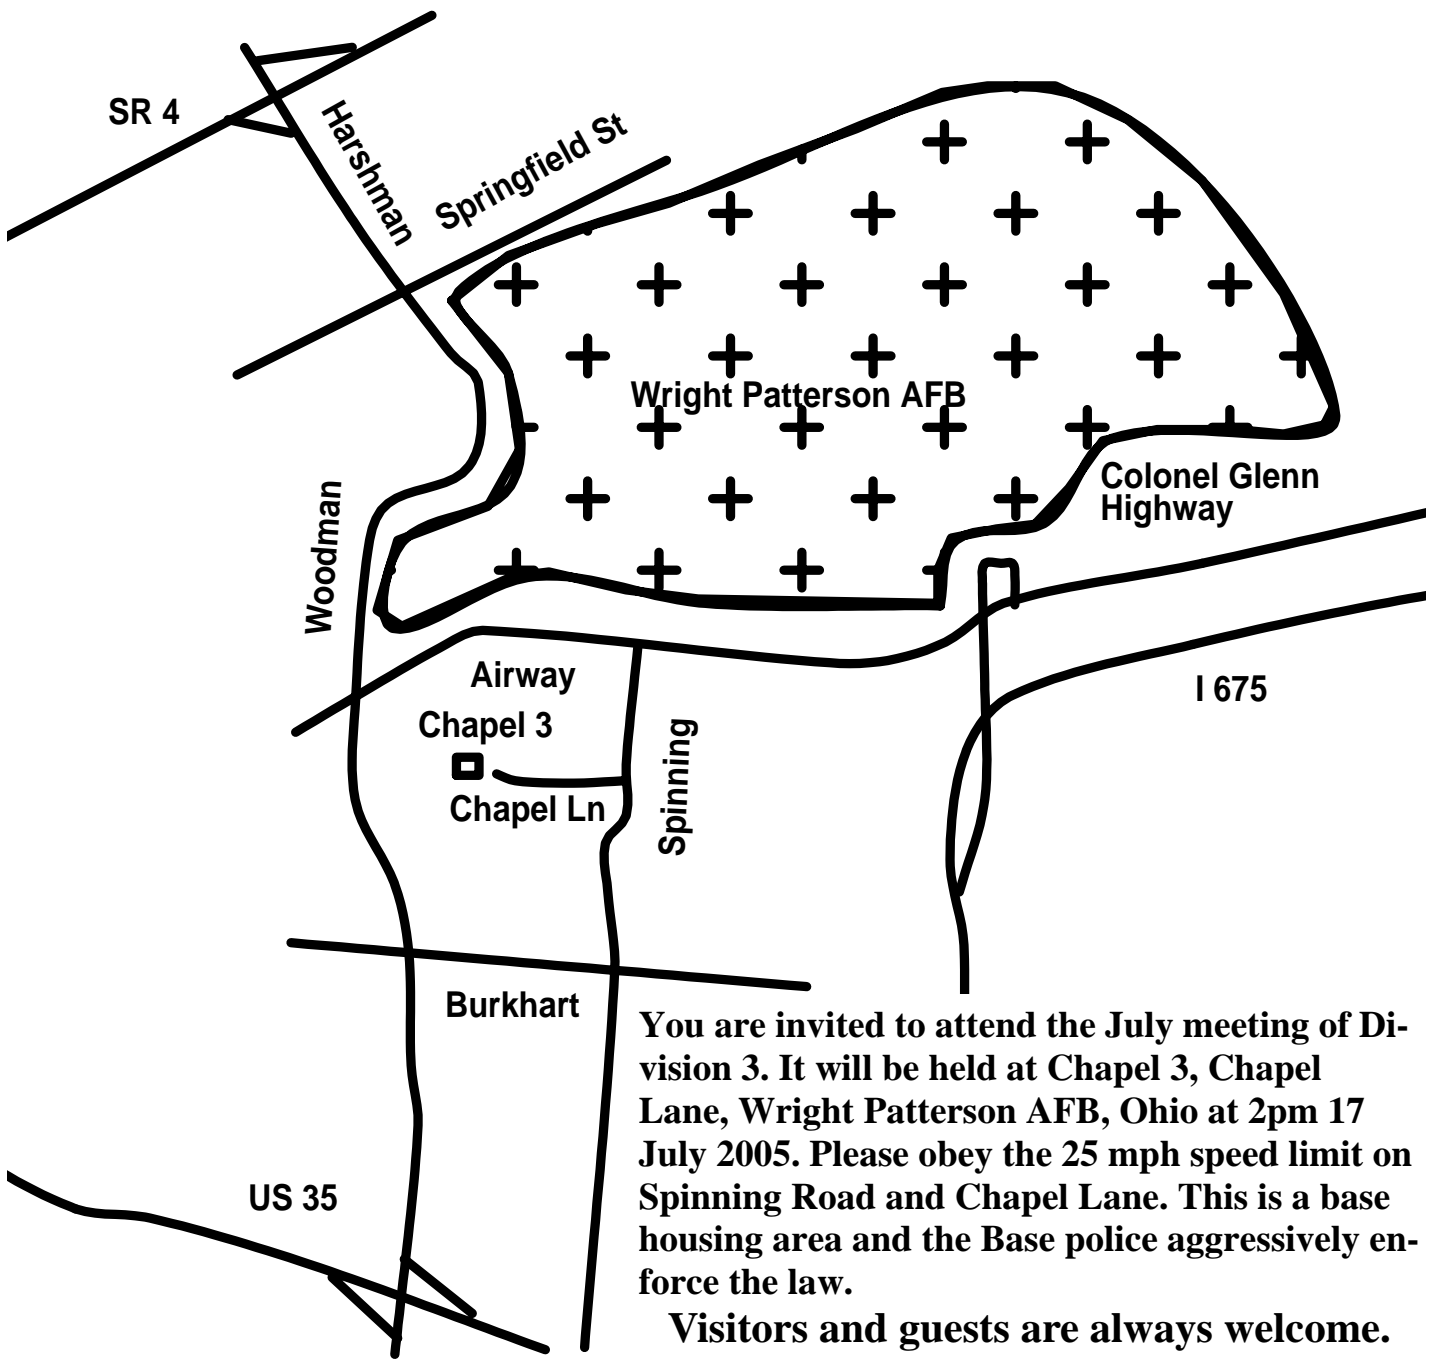 SR 4
Harshman
Springfield St
Wright Patterson AFB
Colonel Glenn
Highway
Woodman
Airway
I 675
Chapel 3
Spinning
Chapel Ln
Burkhart
You are invited to attend the July meeting of Di-
vision 3. It will be held at Chapel 3, Chapel
Lane, Wright Patterson AFB, Ohio at 2pm 17
July 2005. Please obey the 25 mph speed limit on
Spinning Road and Chapel Lane. This is a base
housing area and the Base police aggressively en-
force the law.
US 35
Visitors and guests are always welcome.